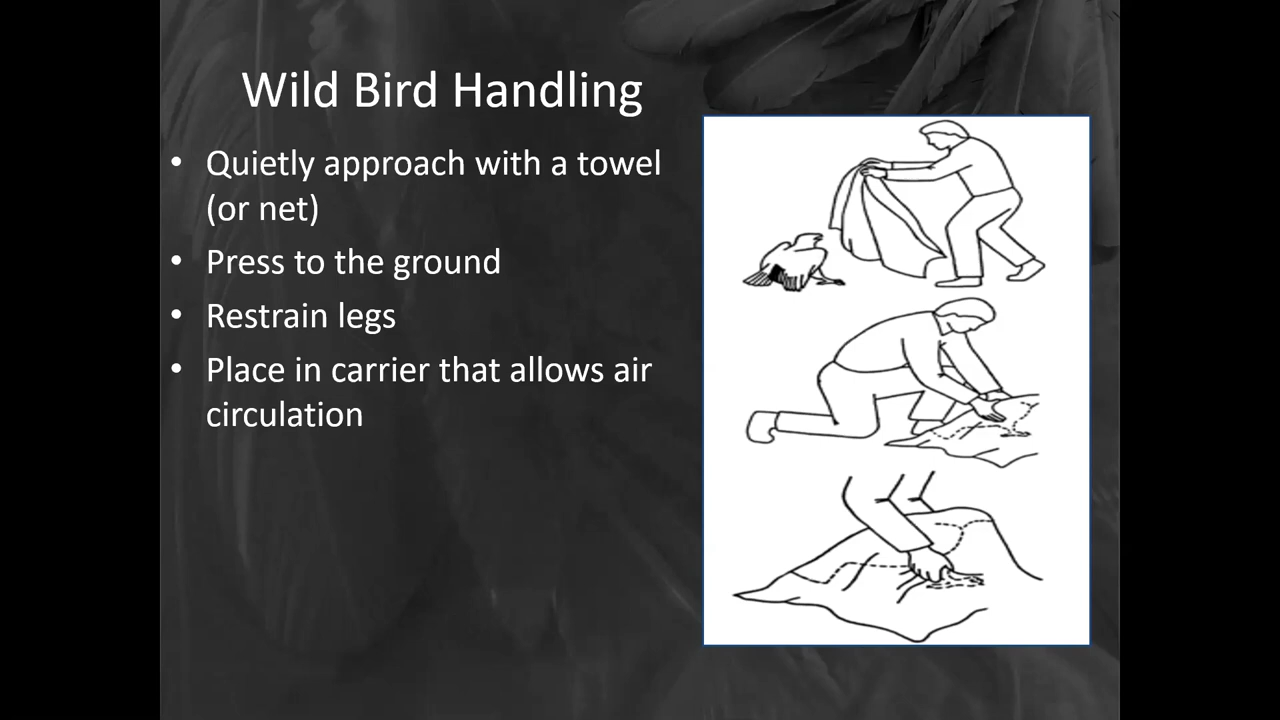 Wild Bird Handling
• Quietly approach with a towel
(or net)
• Press to the ground
• Restrain legs
• Place in carrier that allows air
circulation